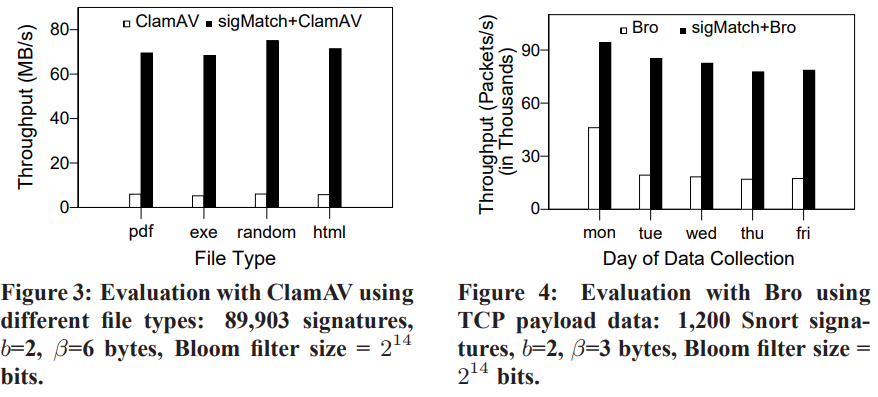 ClamAV sigMatch+ClamAV
Throughput (MB/s)
80
60
40
20
0
pdf exe random html
File Type
Figure 3: Evaluation with ClamAV using
different file types: 89,903 signatures,
b=2, β=6 bytes, Bloom filter size = 2¹⁴
bits.
Bro sigMatch+Bro
Throughput (Packets/s)
(in Thousands)
90
60
30
0
mon tue wed thu fri
Day of Data Collection
Figure 4: Evaluation with Bro using
TCP payload data: 1,200 Snort signa-
tures, b=2, β=3 bytes, Bloom filter size =
2¹⁴ bits.